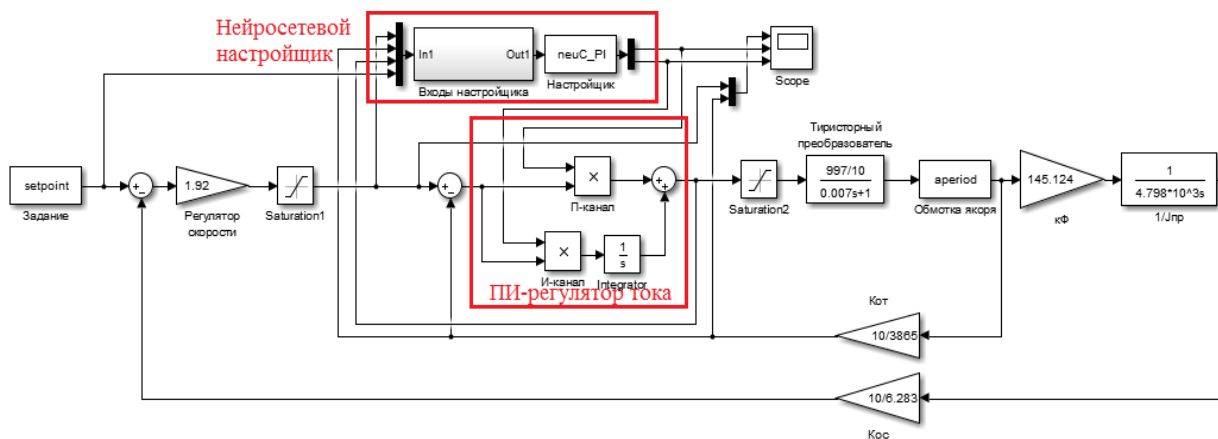 Нейросетевой
настройщик
In1
Out1
neuC_PI
Входы настройщика
Настройщик
Scope
setpoint
Задание
1.92
Регулятор
скорости
Saturation1
П-канал
И-канал
1
s
Integrator
ПИ-регулятор тока
Saturation2
Тиристорный
преобразователь
997/10
0.007s+1
aperiod
Обмотка якоря
145.124
кФ
1
4.798*10^3s
1/Jпр
Кот
10/3865
10/6.283
Кос